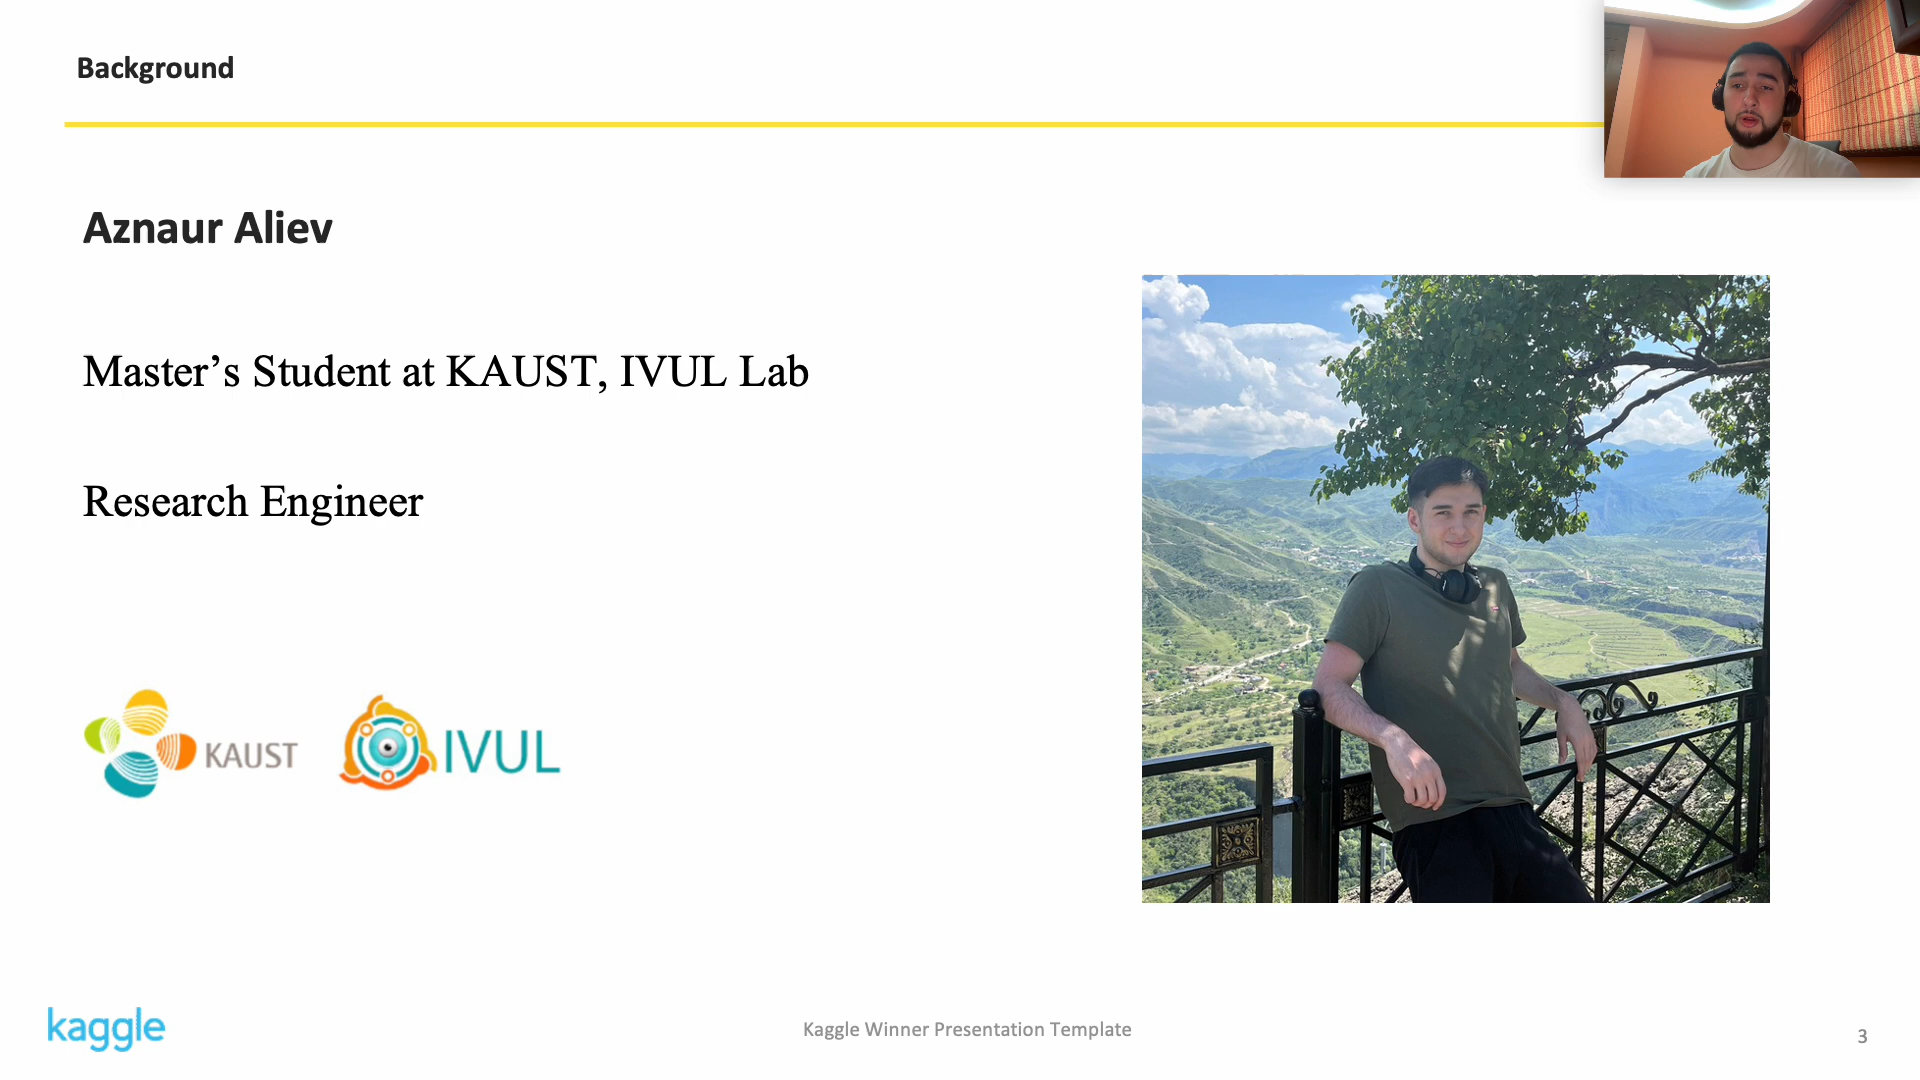 Background
Aznaur Aliev
Master’s Student at KAUST, IVUL Lab
Research Engineer
KAUST
IVUL
kaggle
Kaggle Winner Presentation Template
3